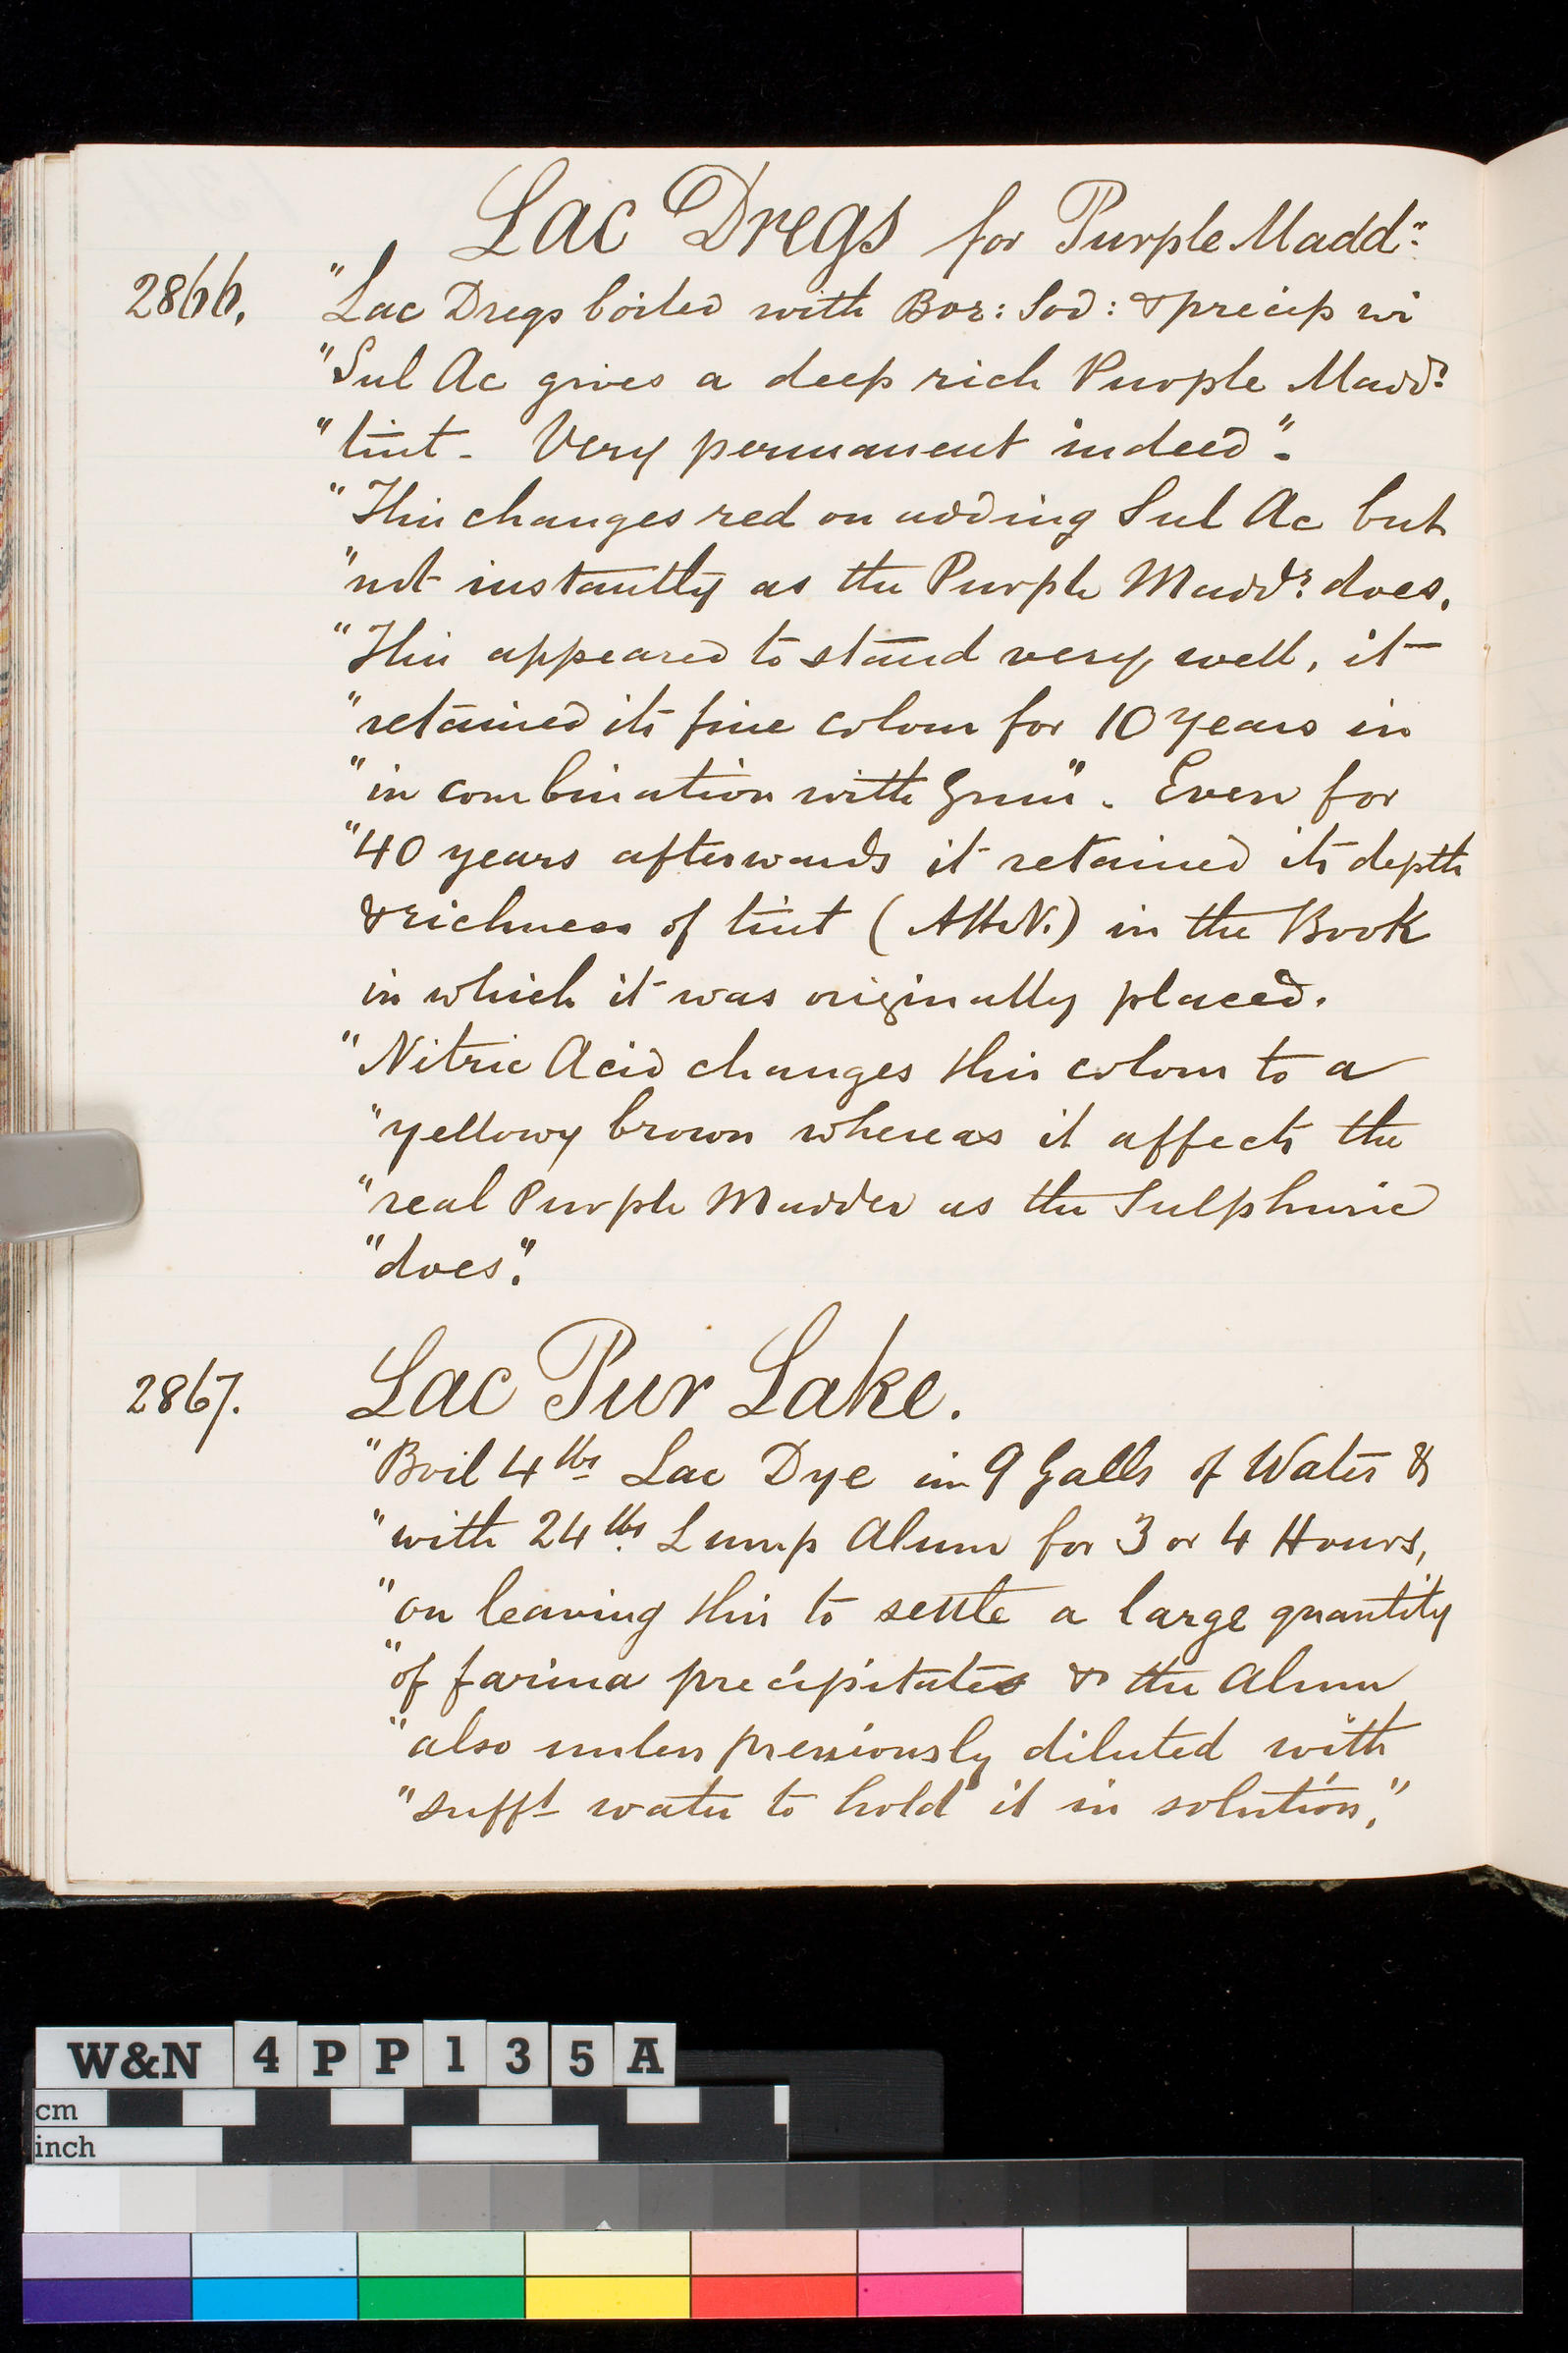 Lac Dregs for Purple Madd:
2866. "Lac Dregs boiled with Bor: Sod: & precip wi
"Sul Ac gives a deep rich Purple Madd:
"tint - Very permanent indeed".
"This changes red on adding Sul Ac but
"not instantly as the Purple Maddr: does,
"This appeared to stand very well, it
"retained its fine colour for 10 years in
"in combination with Gum". Even for
"40 years afterwards it retained its depth
& richness of tint (AHN.) in the Book
in which it was originally placed.
"Nitric Acid changes this colour to a
"yellowy brown whereas it affects the
"real Purple Madder as the Sulphuric
"does".
2867. Lac Pur Lake.
"Boil 4 lbs Lac Dye in 9 Galls of Water &
"with 24 lbs Lump Alum for 3 or 4 Hours,
"on leaving this to settle a large quantity
"of farina precipitates & the Alum
"also unless previously diluted with
"sufft water to hold it in solution,"
W&N 4PP135A
cm
inch